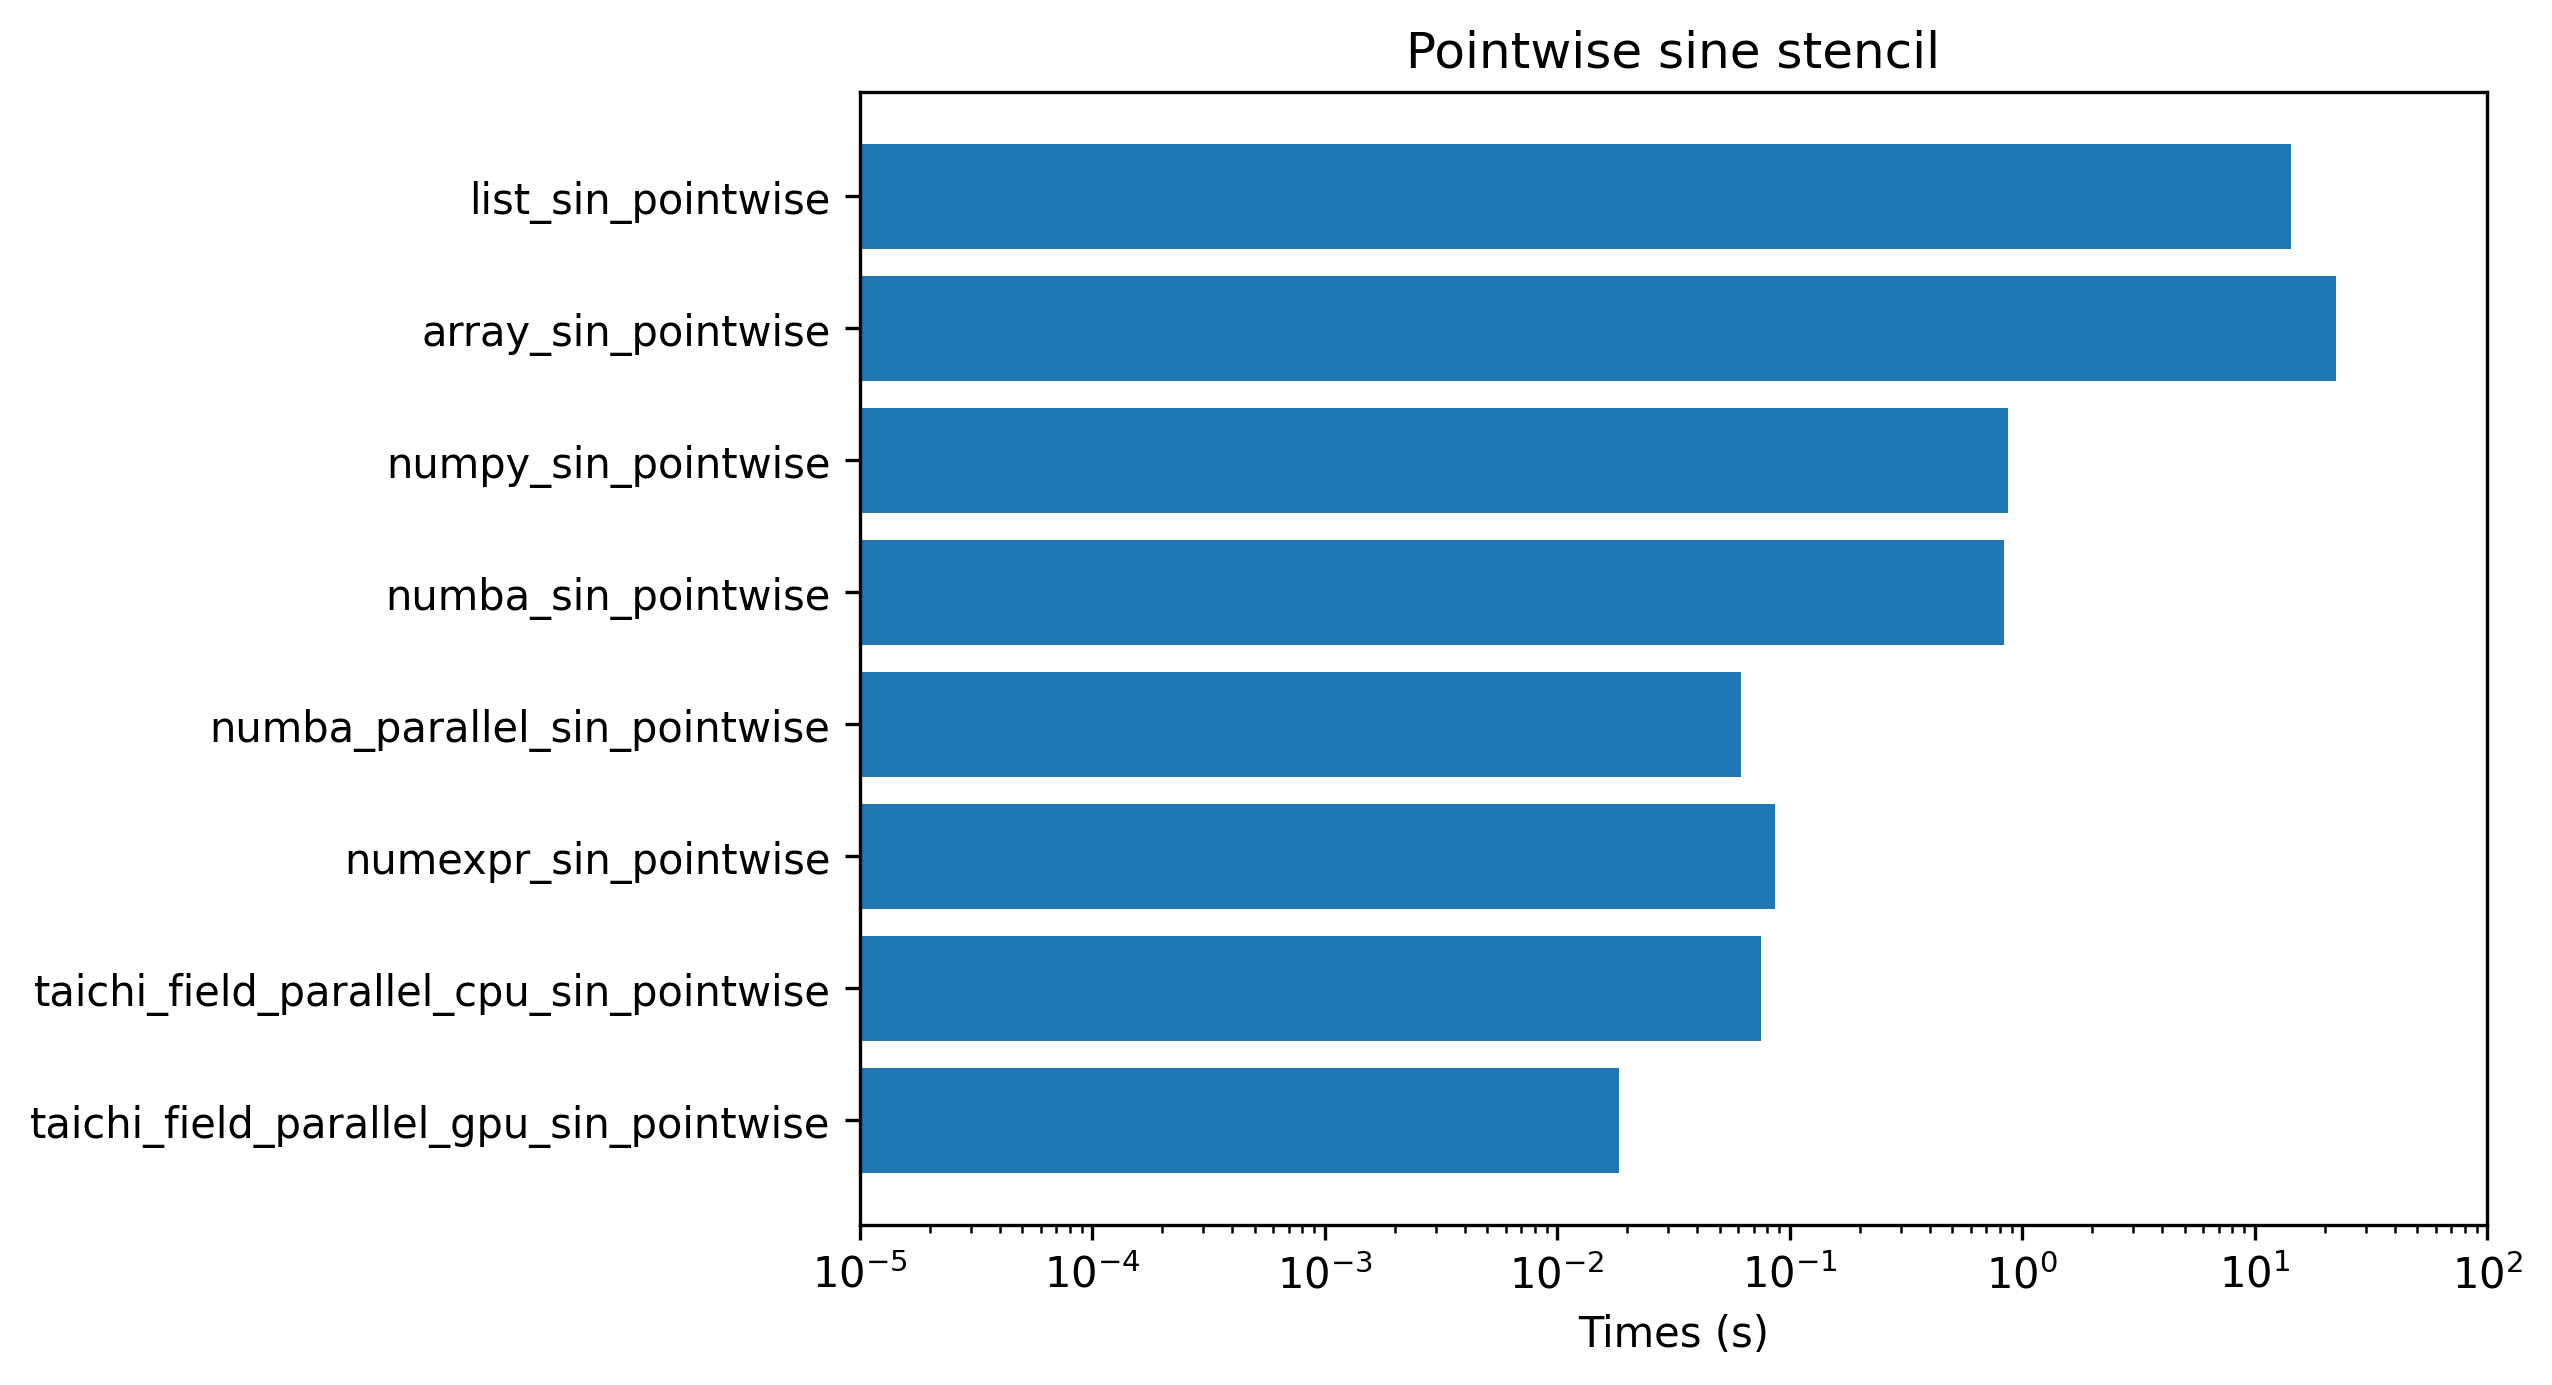 Pointwise sine stencil
list_sin_pointwise
array_sin_pointwise
numpy_sin_pointwise
numba_sin_pointwise
numba_parallel_sin_pointwise
numexpr_sin_pointwise
taichi_field_parallel_cpu_sin_pointwise
taichi_field_parallel_gpu_sin_pointwise
10⁻⁵ 10⁻⁴ 10⁻³ 10⁻² 10⁻¹ 10⁰ 10¹ 10²
Times (s)